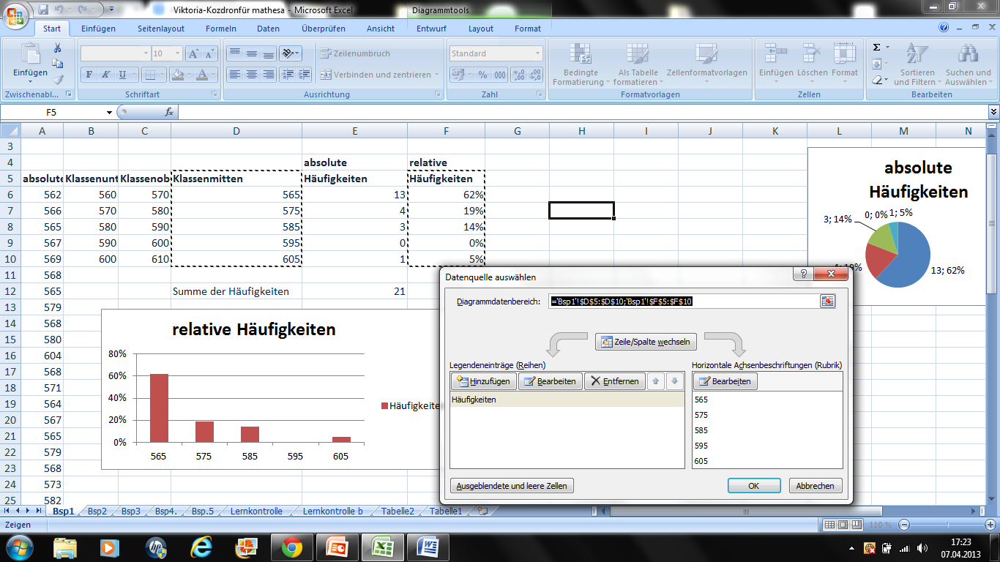 Viktoria-Kozdronfür mathesa - Microsoft Excel
Diagrammtools
Start Einfügen Seitenlayout Formeln Daten Überprüfen Ansicht Entwurf Layout Format
Einfügen
10
F K U
Zeilenumbruch
Verbinden und zentrieren
Standard
% 000
Bedingte Formatierung
Als Tabelle formatieren
Zellenformatvorlagen
Einfügen Löschen Format
Σ
Sortieren und Filtern
Suchen und Auswählen
Zwischenabl... Schriftart Ausrichtung Zahl Formatvorlagen Zellen Bearbeiten
F5 fx
A B C D E F G H I J K L M N
3
4 absolute relative
5 absolute Klassenunt Klassenob Klassenmitten Häufigkeiten Häufigkeiten
6 562 560 570 565 13 62%
7 566 570 580 575 4 19%
8 565 580 590 585 3 14%
9 567 590 600 595 0 0%
10 569 600 610 605 1 5%
11 568
12 565 Summe der Häufigkeiten 21
13 579
14 568
15 580
16 604
17 568
18 571
19 564
20 567
21 565
22 579
23 568
24 573
25 582
absolute
Häufigkeiten
3; 14%
0; 0%
1; 5%
13; 62%
relative Häufigkeiten
80%
60%
40%
20%
0%
565 575 585 595 605
Häufigkeite
Datenquelle auswählen
Diagrammdatenbereich: ='Bsp1'!$D$5:$D$10;'Bsp1'!$F$5:$F$10
Zeile/Spalte wechseln
Legendeneinträge (Reihen)
Hinzufügen Bearbeiten Entfernen
Häufigkeiten
Horizontale Achsenbeschriftungen (Rubrik)
Bearbeiten
565
575
585
595
605
Ausgeblendete und leere Zellen
OK Abbrechen
Bsp1 Bsp2 Bsp3 Bsp4. Bsp.5 Lernkontrolle Lernkontrolle b Tabelle2 Tabelle1
Zeigen
110 %
17:23
07.04.2013